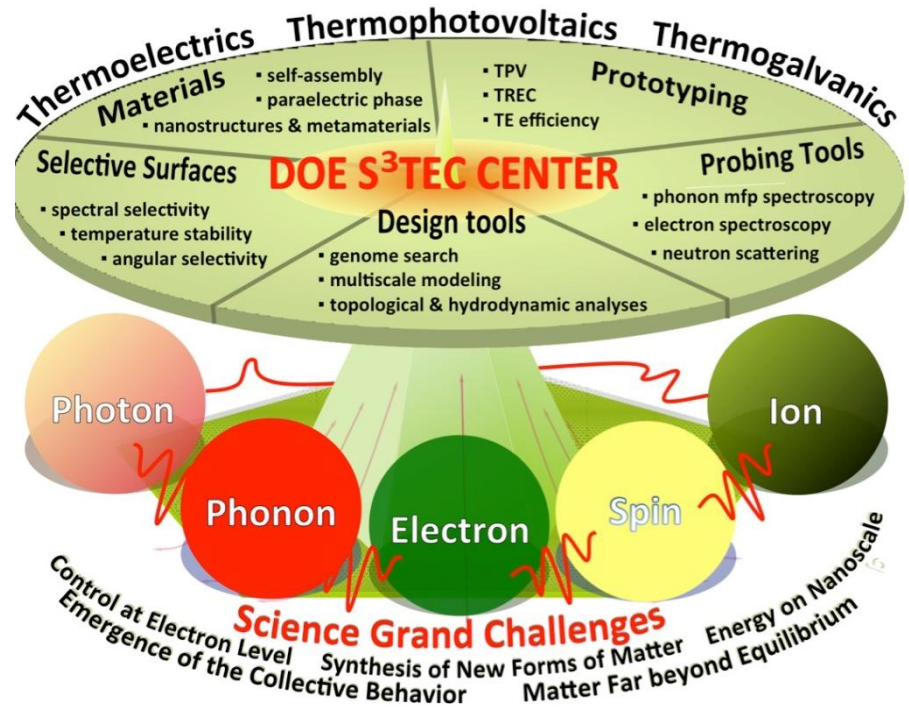 Thermoelectrics Thermophotovoltaics Thermogalvanics
Materials
▪ self-assembly
▪ paraelectric phase
▪ nanostructures & metamaterials
▪ TPV
▪ TREC
▪ TE efficiency
Prototyping
Selective Surfaces
▪ spectral selectivity
▪ temperature stability
▪ angular selectivity
DOE S³TEC CENTER
Design tools
▪ genome search
▪ multiscale modeling
▪ topological & hydrodynamic analyses
Probing Tools
▪ phonon mfp spectroscopy
▪ electron spectroscopy
▪ neutron scattering
Photon
Phonon
Electron
Spin
Ion
Science Grand Challenges
Control at Electron Level
Synthesis of New Forms of Matter
Energy on Nanoscale
Emergence of the Collective Behavior
Matter Far beyond Equilibrium